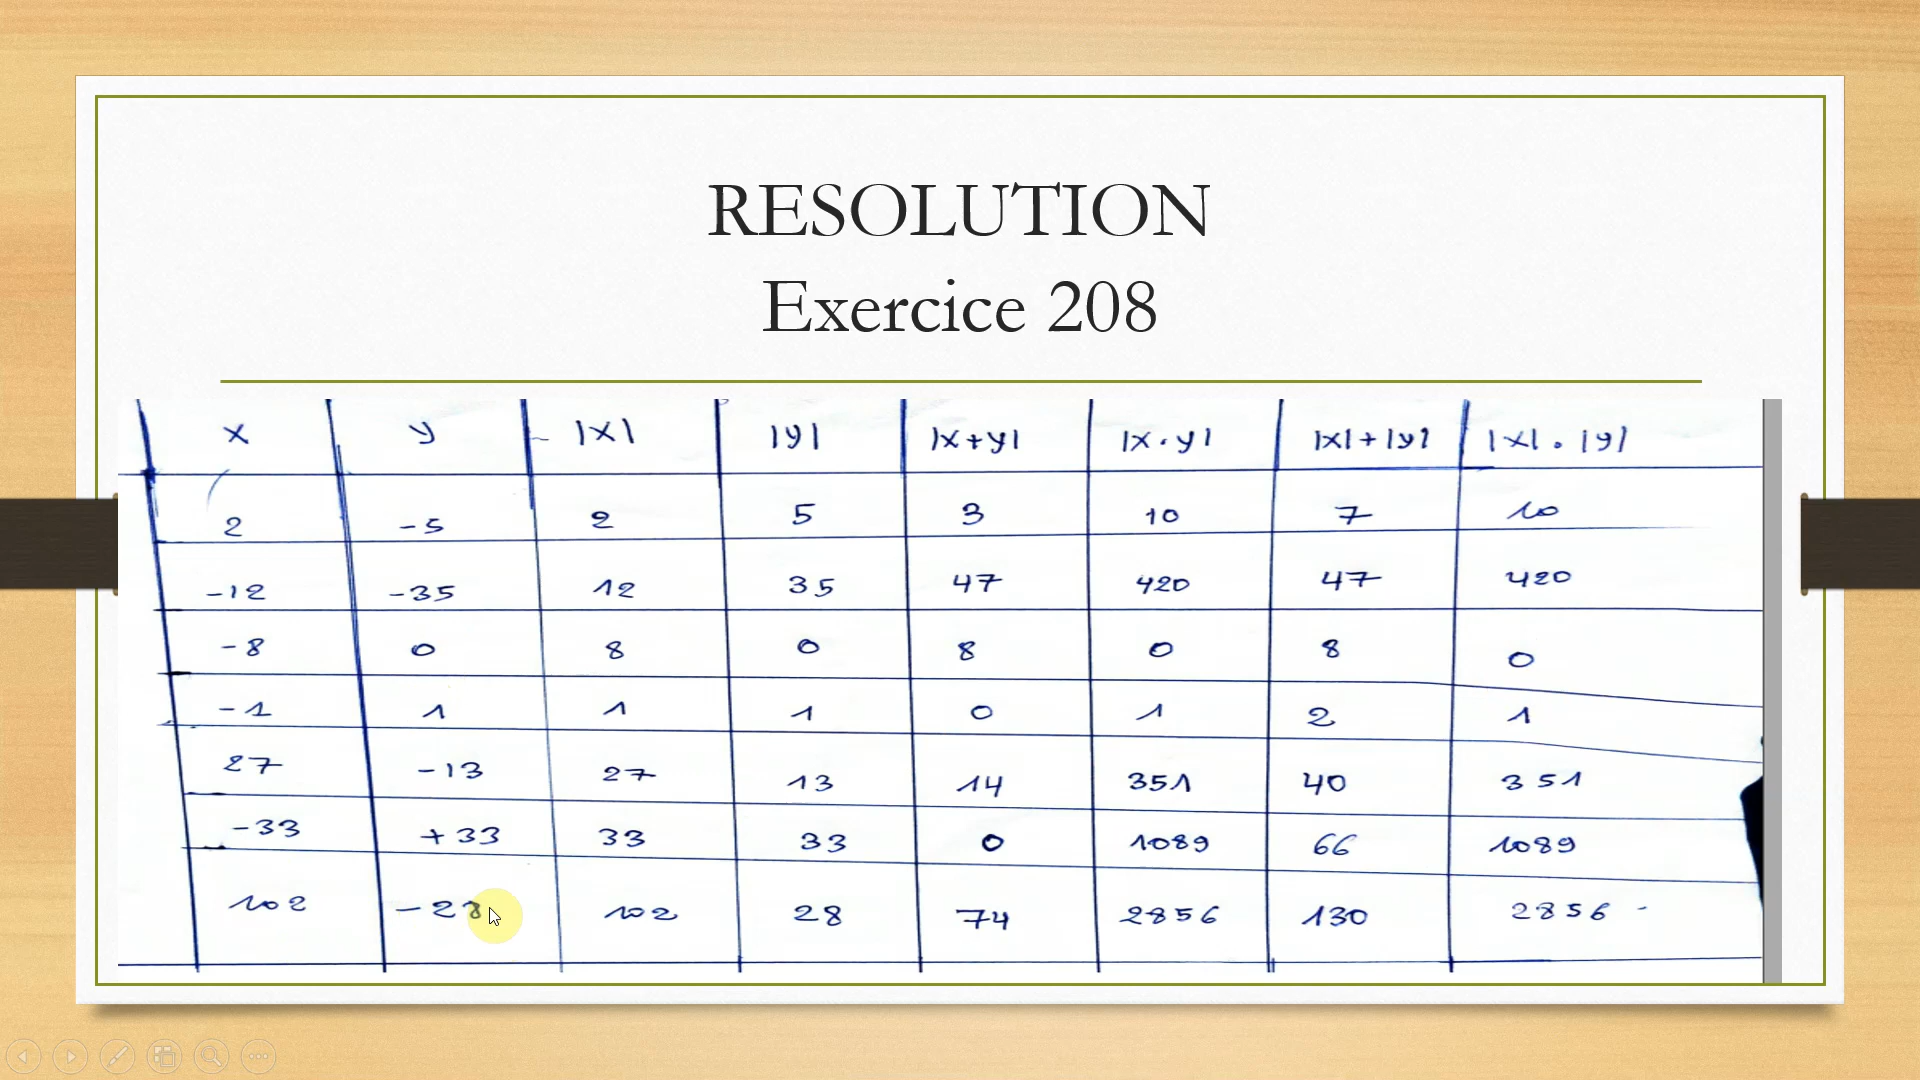 RESOLUTION
Exercice 208
x y |x| |y| |x+y| |x.y| |x|+|y| |x|.|y|
2 -5 2 5 3 10 7 10
-12 -35 12 35 47 420 47 420
-8 0 8 0 8 0 8 0
-1 1 1 1 0 1 2 1
27 -13 27 13 14 351 40 351
-33 +33 33 33 0 1089 66 1089
102 -28 102 28 74 2856 130 2856